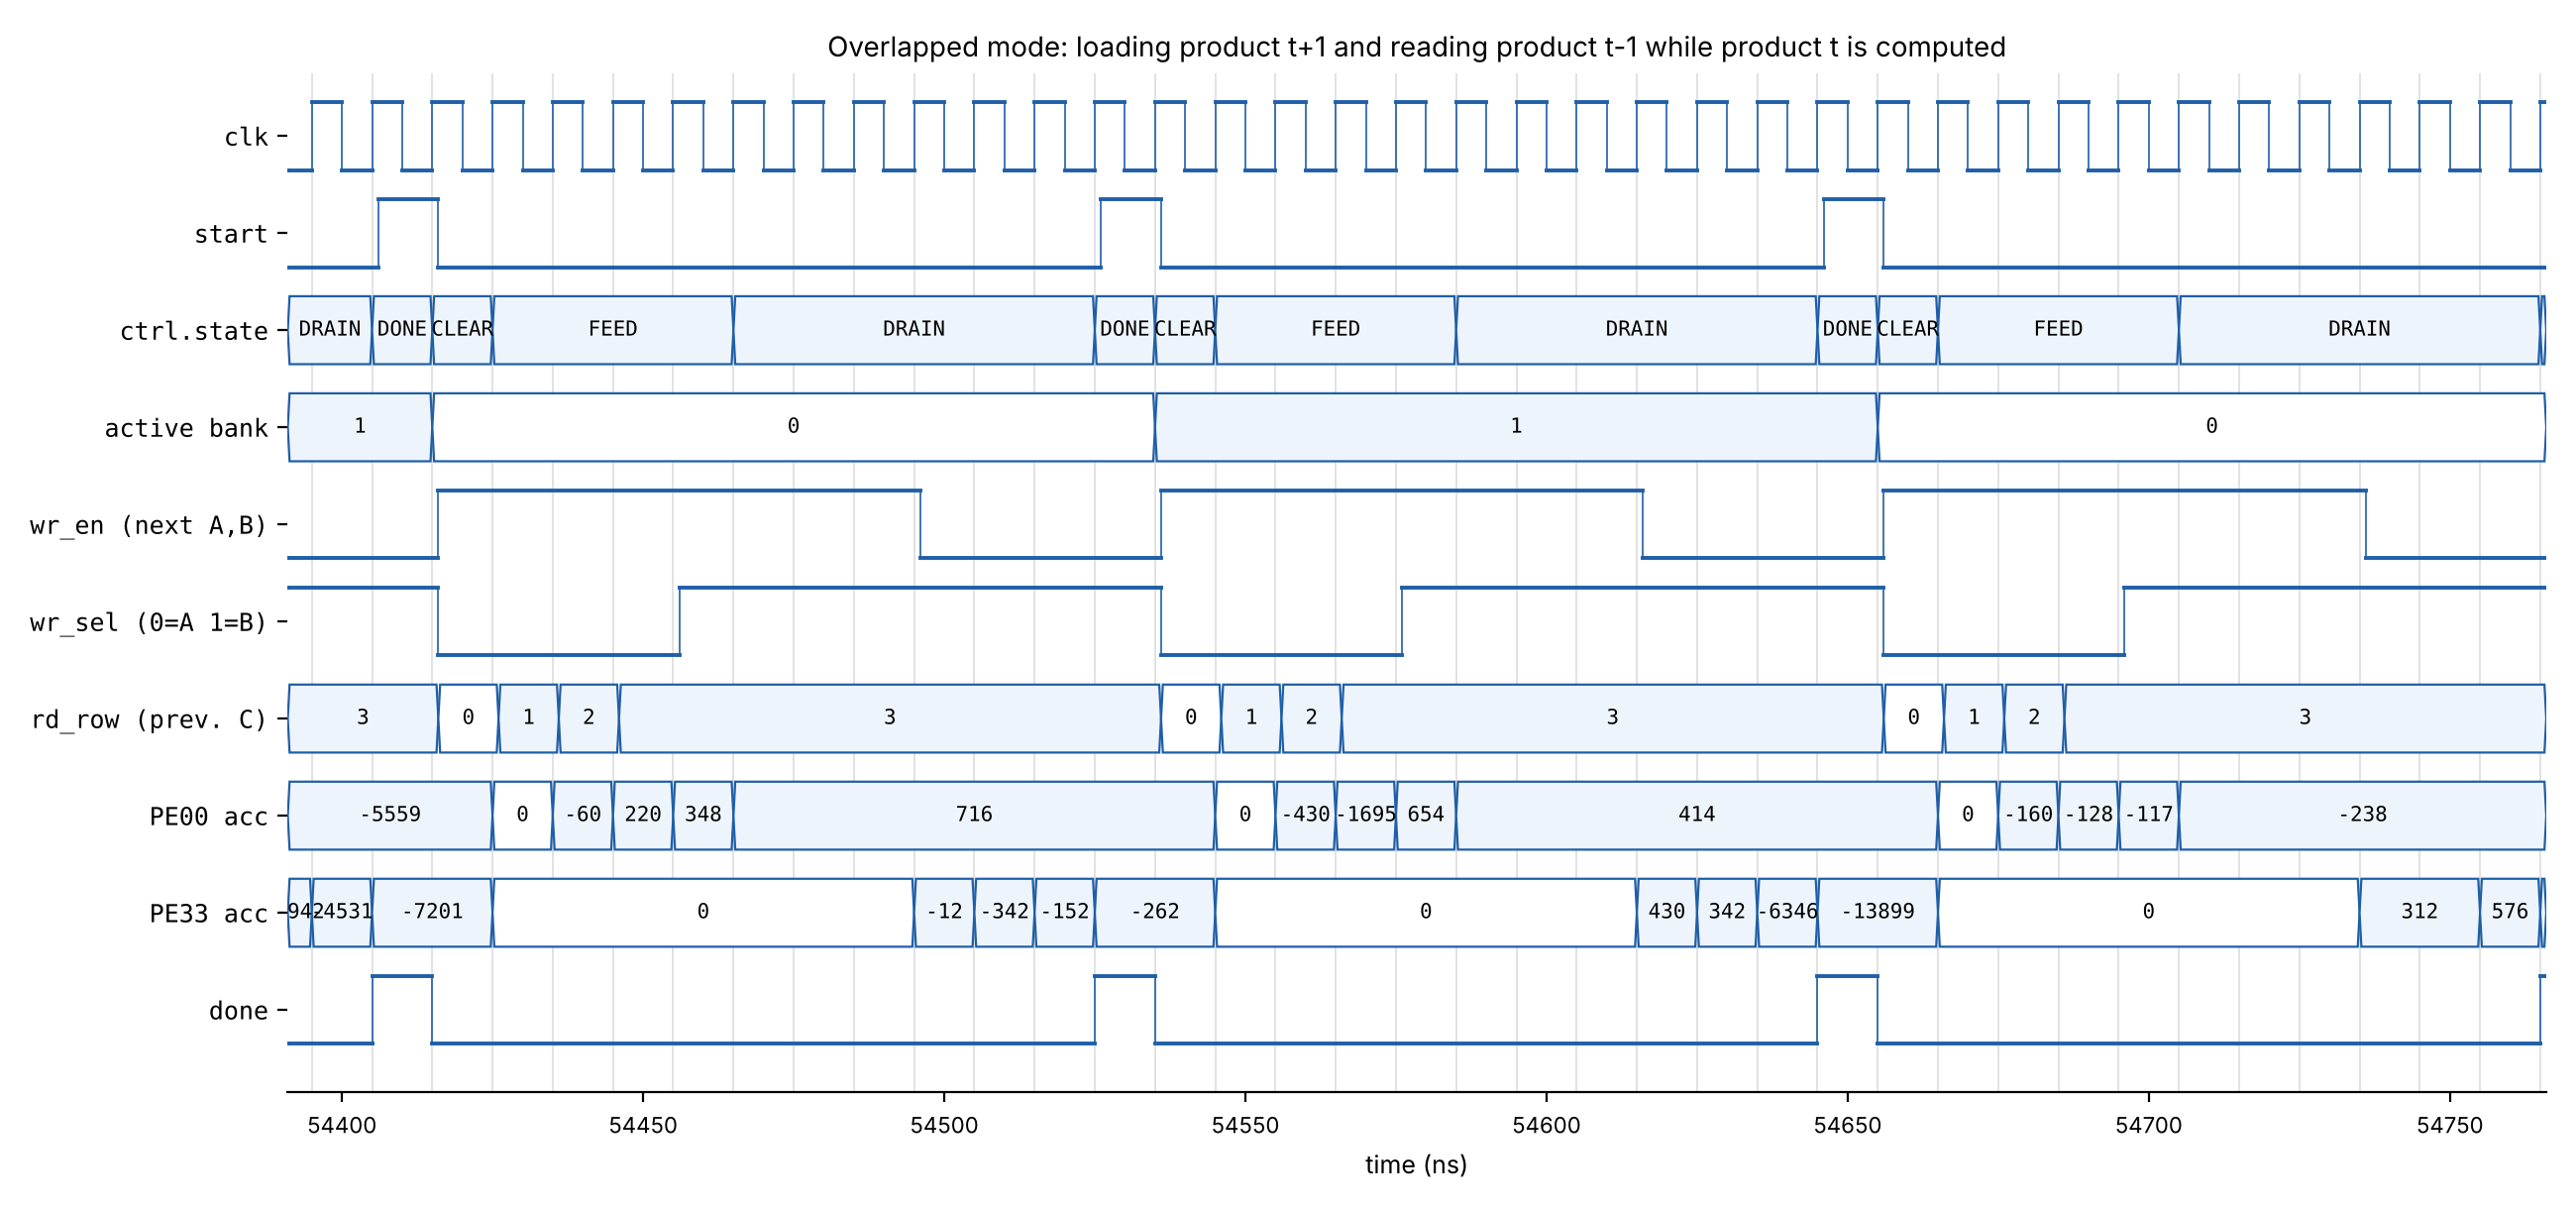 Overlapped mode: loading product t+1 and reading product t-1 while product t is computed
clk
start
ctrl.state DRAIN DONE CLEAR FEED DRAIN DONE CLEAR FEED DRAIN DONE CLEAR FEED DRAIN
active bank 1 0 1 0
wr_en (next A,B)
wr_sel (0=A 1=B)
rd_row (prev. C) 3 0 1 2 3 0 1 2 3 0 1 2 3
PE00 acc -5559 0 -60 220 348 716 0 -430 -1695 654 414 0 -160 -128 -117 -238
PE33 acc -4531 -7201 0 -12 -342 -152 -262 0 430 342 -6346 -13899 0 312 576
done
54400 54450 54500 54550 54600 54650 54700 54750
time (ns)